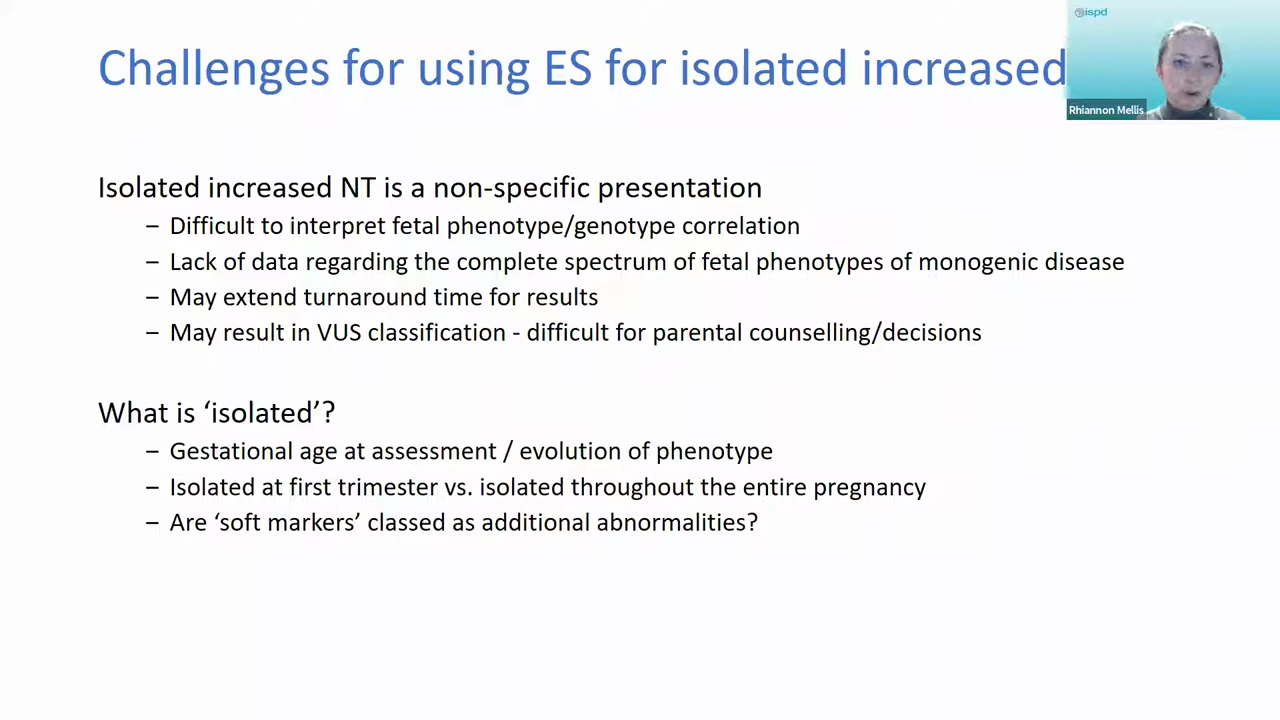 Challenges for using ES for isolated increased
ispd
Rhiannon Mellis
Isolated increased NT is a non-specific presentation
– Difficult to interpret fetal phenotype/genotype correlation
– Lack of data regarding the complete spectrum of fetal phenotypes of monogenic disease
– May extend turnaround time for results
– May result in VUS classification - difficult for parental counselling/decisions
What is ‘isolated’?
– Gestational age at assessment / evolution of phenotype
– Isolated at first trimester vs. isolated throughout the entire pregnancy
– Are ‘soft markers’ classed as additional abnormalities?